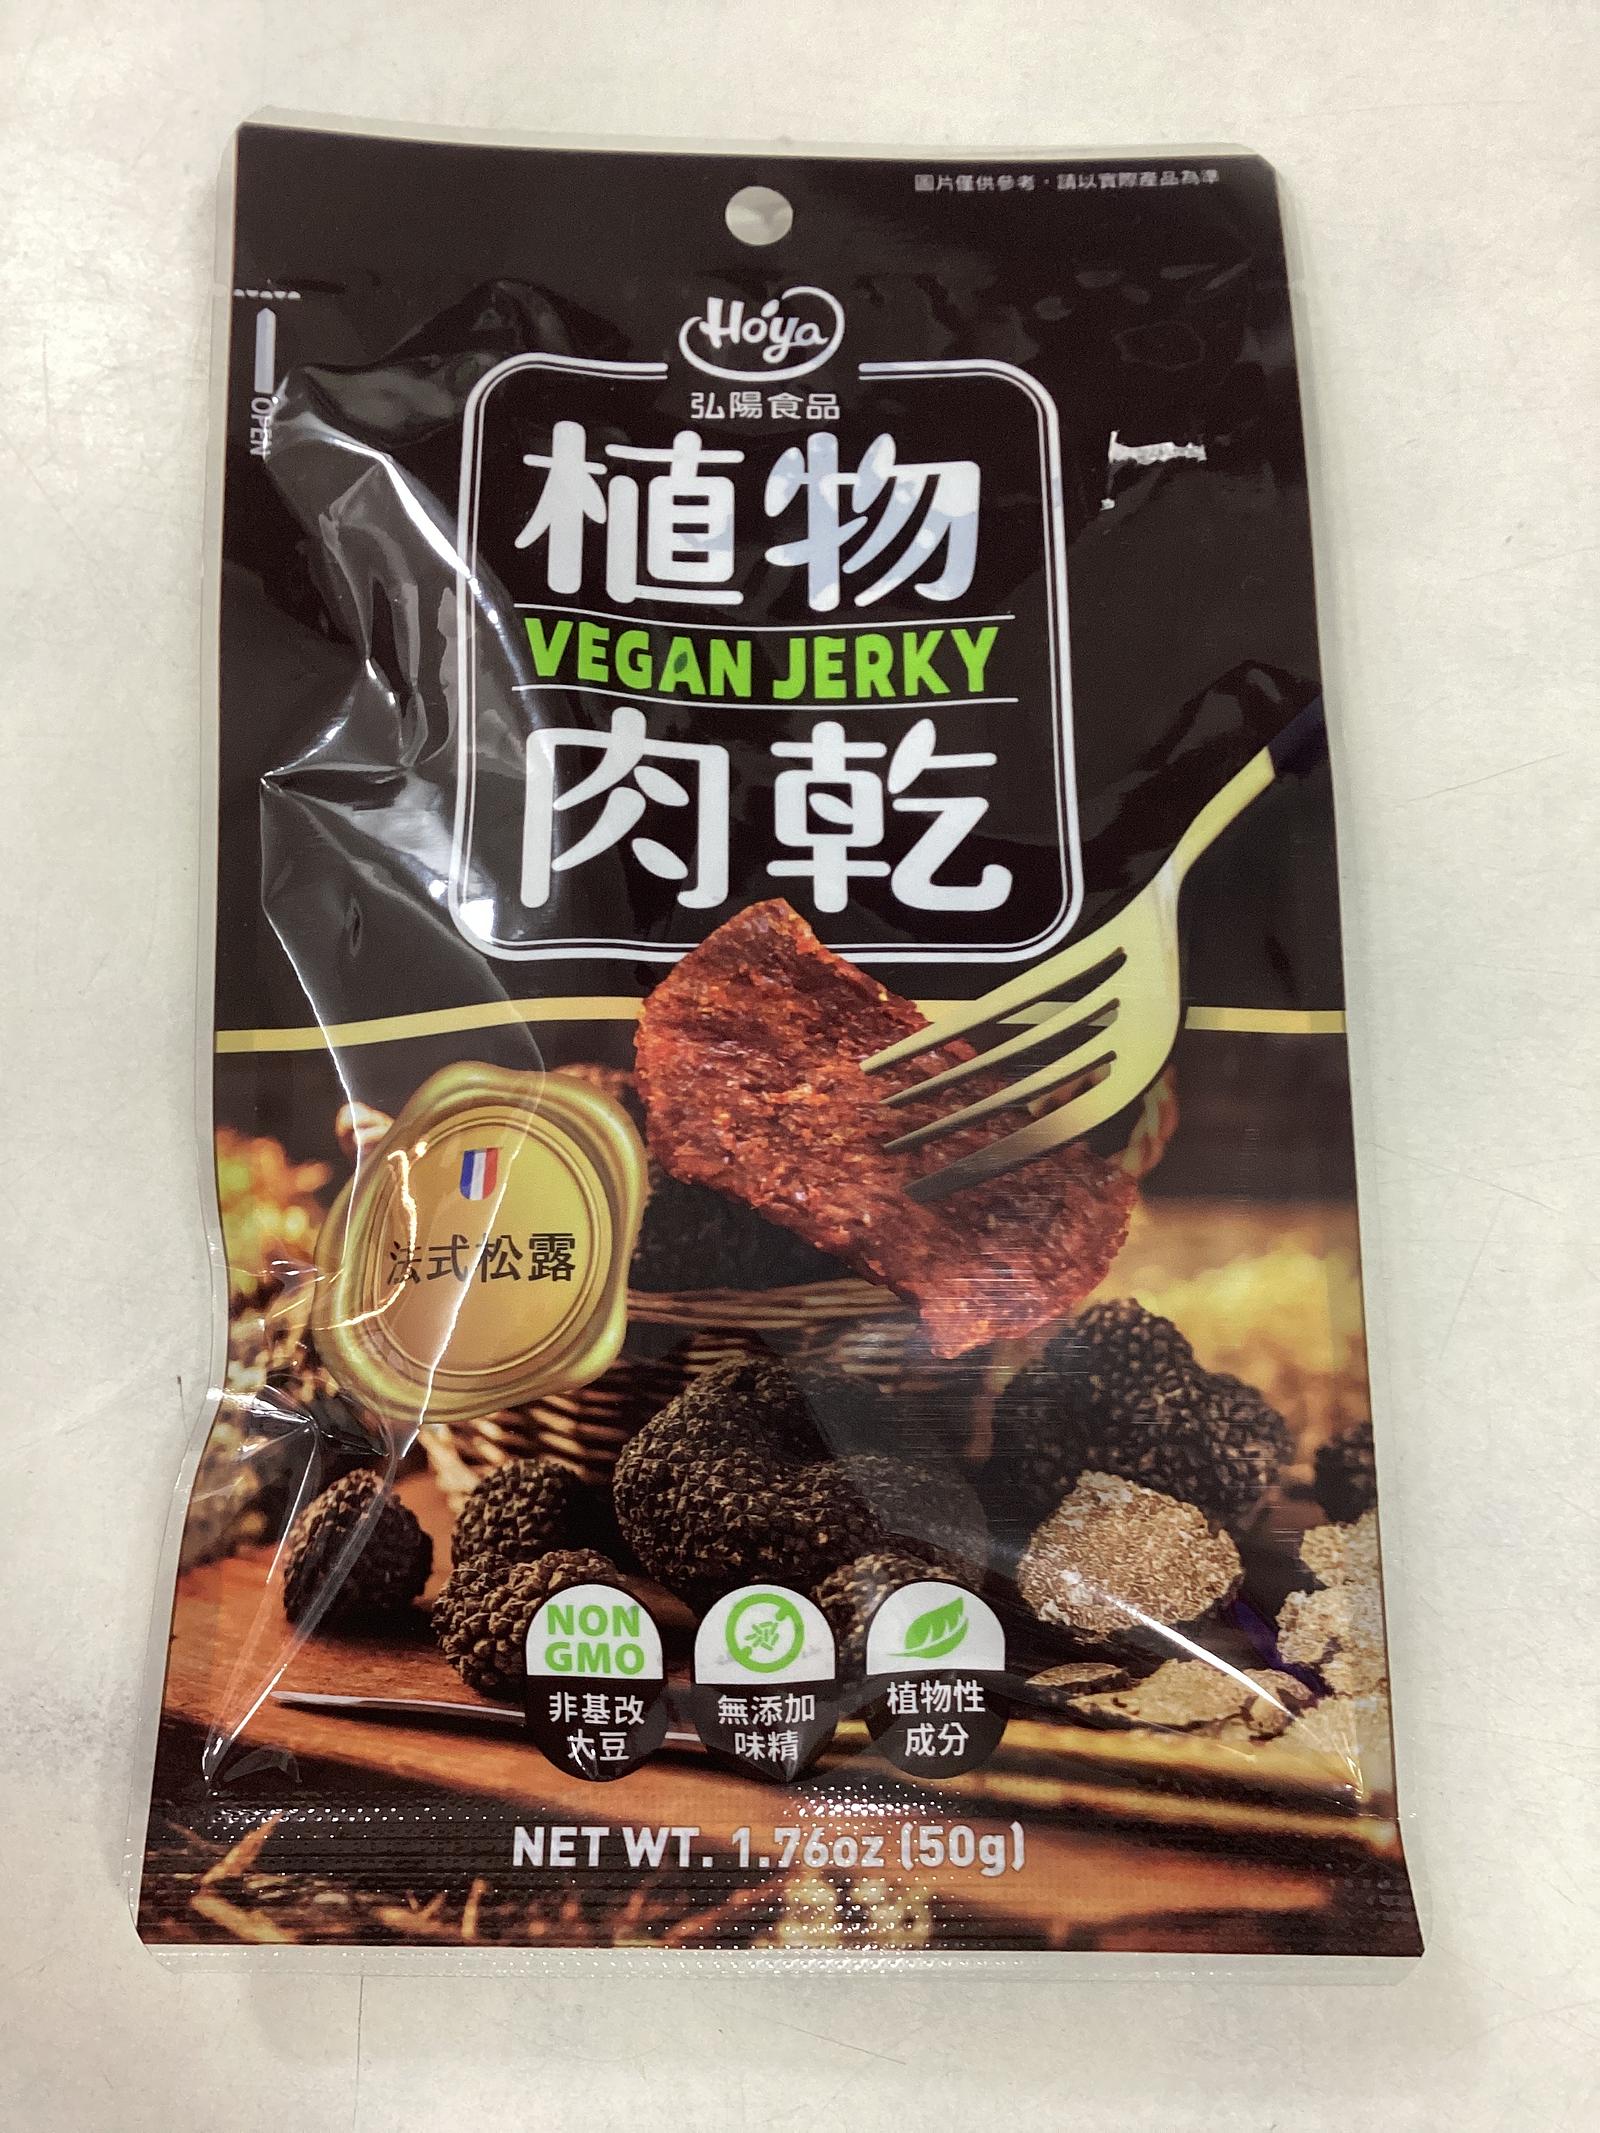 圖片僅供參考・請以實際產品為準
Hoya
弘陽食品
OPEN
植物
VEGAN JERKY
肉乾
法式松露
NON
GMO
非基改
大豆
無添加
味精
植物性
成分
NET WT. 1.76oz (50g)